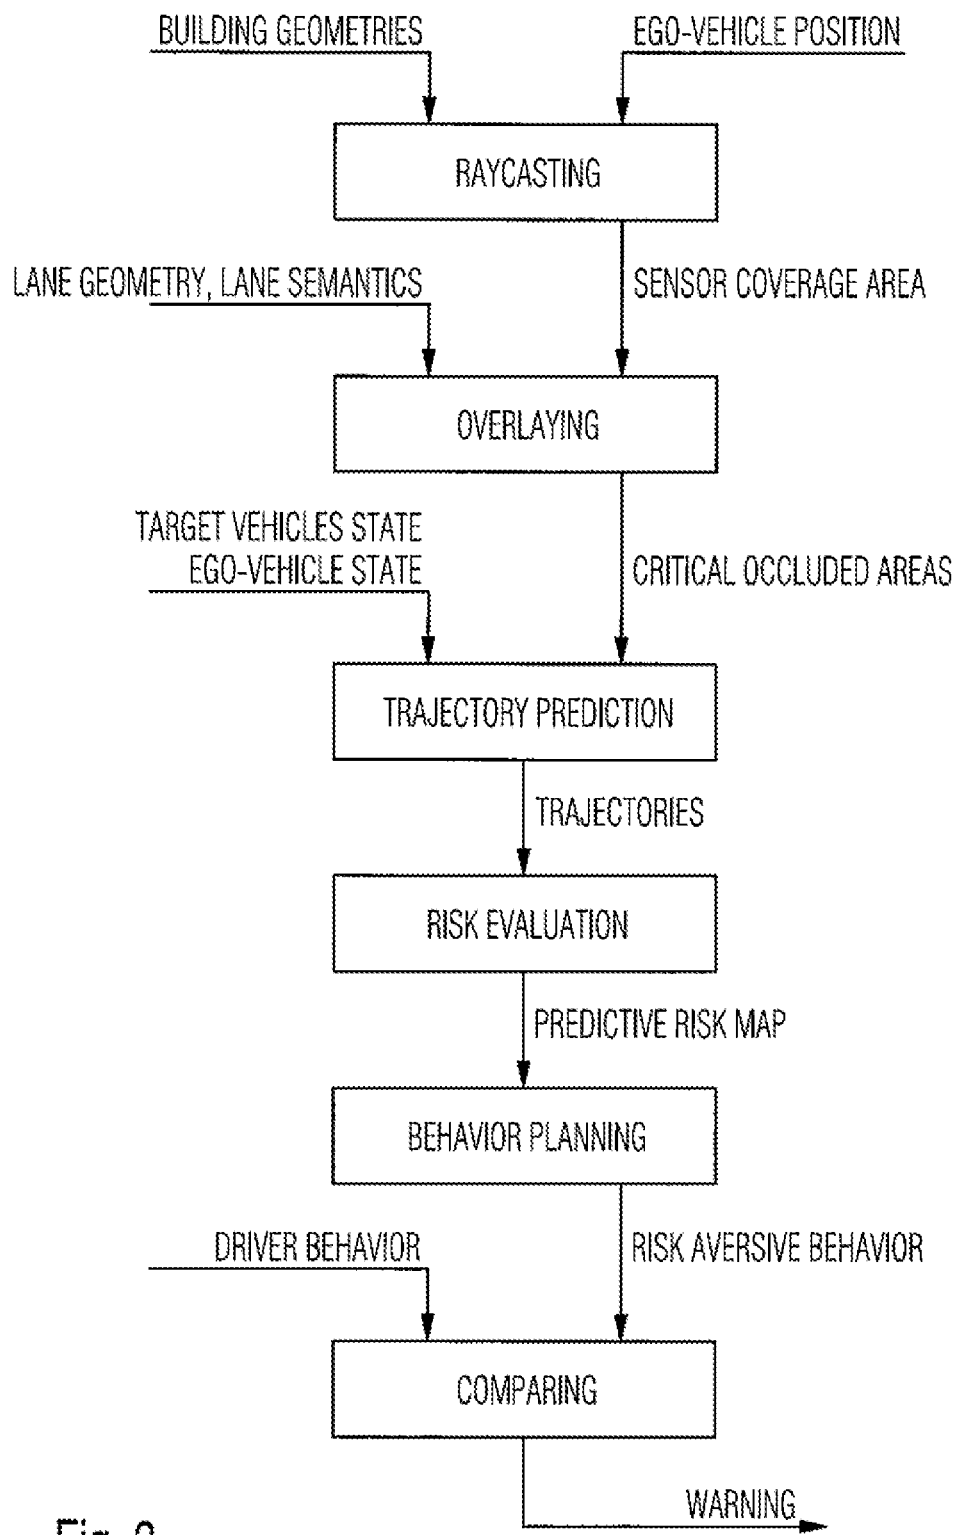 BUILDING GEOMETRIES
EGO-VEHICLE POSITION
RAYCASTING
LANE GEOMETRY, LANE SEMANTICS
SENSOR COVERAGE AREA
OVERLAYING
TARGET VEHICLES STATE
EGO-VEHICLE STATE
CRITICAL OCCLUDED AREAS
TRAJECTORY PREDICTION
TRAJECTORIES
RISK EVALUATION
PREDICTIVE RISK MAP
BEHAVIOR PLANNING
DRIVER BEHAVIOR
RISK AVERSIVE BEHAVIOR
COMPARING
WARNING
Fig.